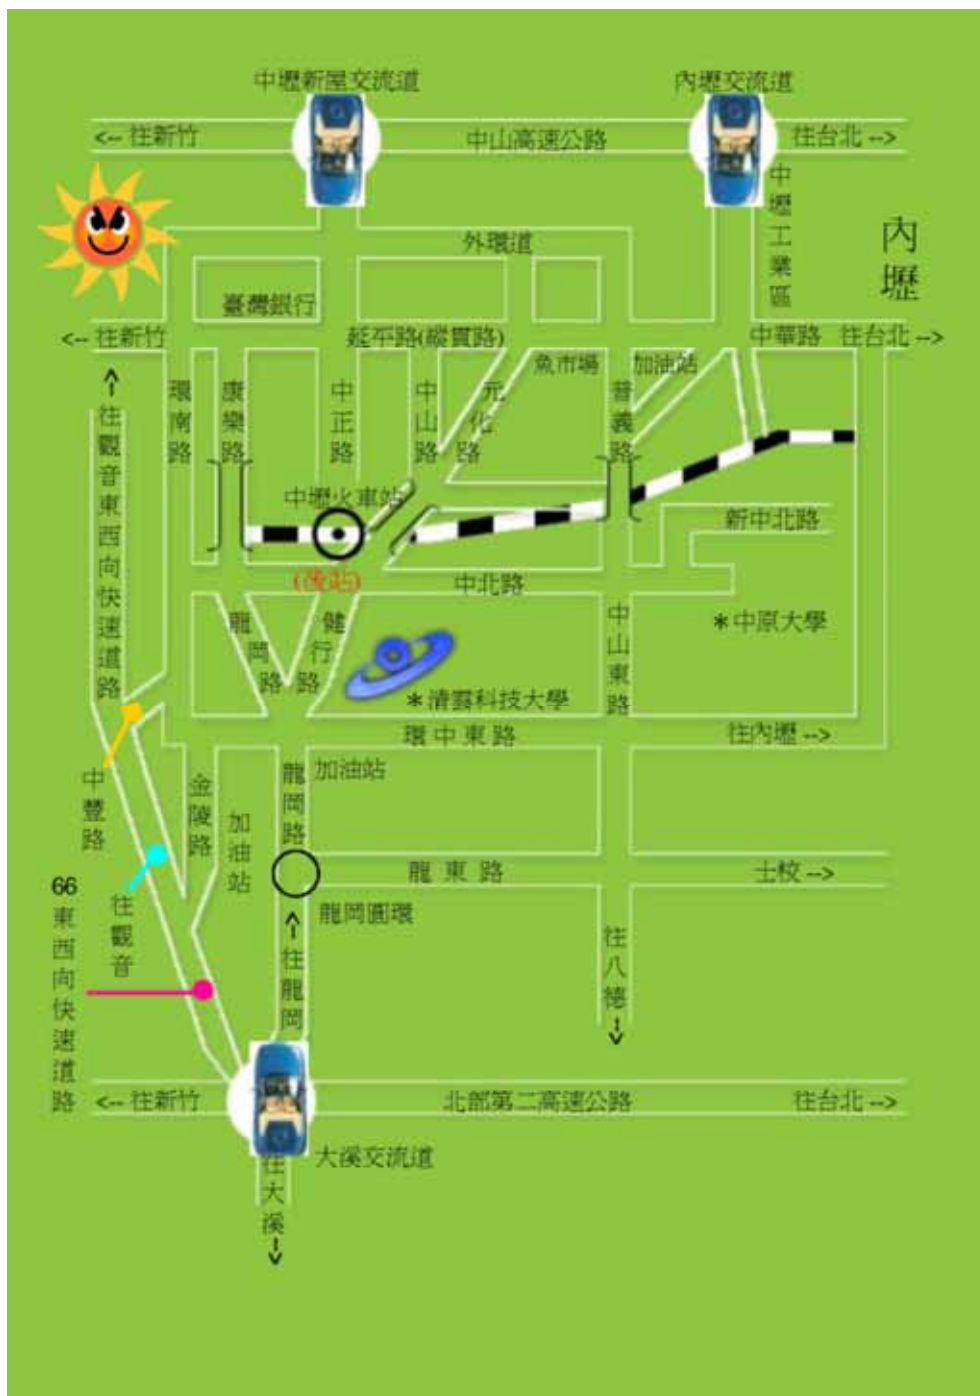 中壢新屋交流道
內壢交流道
<-- 往新竹
中山高速公路
往台北 -->
中壢工業區
內壢
外環道
臺灣銀行
<-- 往新竹
延平路(縱貫路)
中華路
往台北 -->
魚市場
加油站
環南路
康樂路
中正路
中山路
元化路
普義路
往觀音東西向快速道路
中壢火車站
新中北路
(後站)
中北路
龍岡路
健行路
中山東路
*中原大學
*清雲科技大學
環中東路
往內壢 -->
中豐路
金陵路
加油站
龍岡路
加油站
龍東路
士校 -->
66東西向快速道路
往觀音
龍岡圓環
往龍岡
往八德
<-- 往新竹
北部第二高速公路
往台北 -->
大溪交流道
往大溪